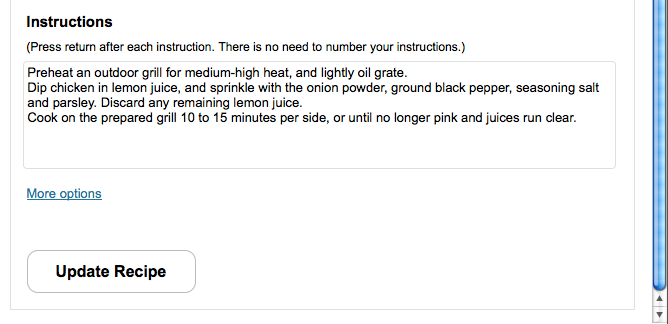 Instructions
(Press return after each instruction. There is no need to number your instructions.)
Preheat an outdoor grill for medium-high heat, and lightly oil grate.
Dip chicken in lemon juice, and sprinkle with the onion powder, ground black pepper, seasoning salt
and parsley. Discard any remaining lemon juice.
Cook on the prepared grill 10 to 15 minutes per side, or until no longer pink and juices run clear.
More options
Update Recipe